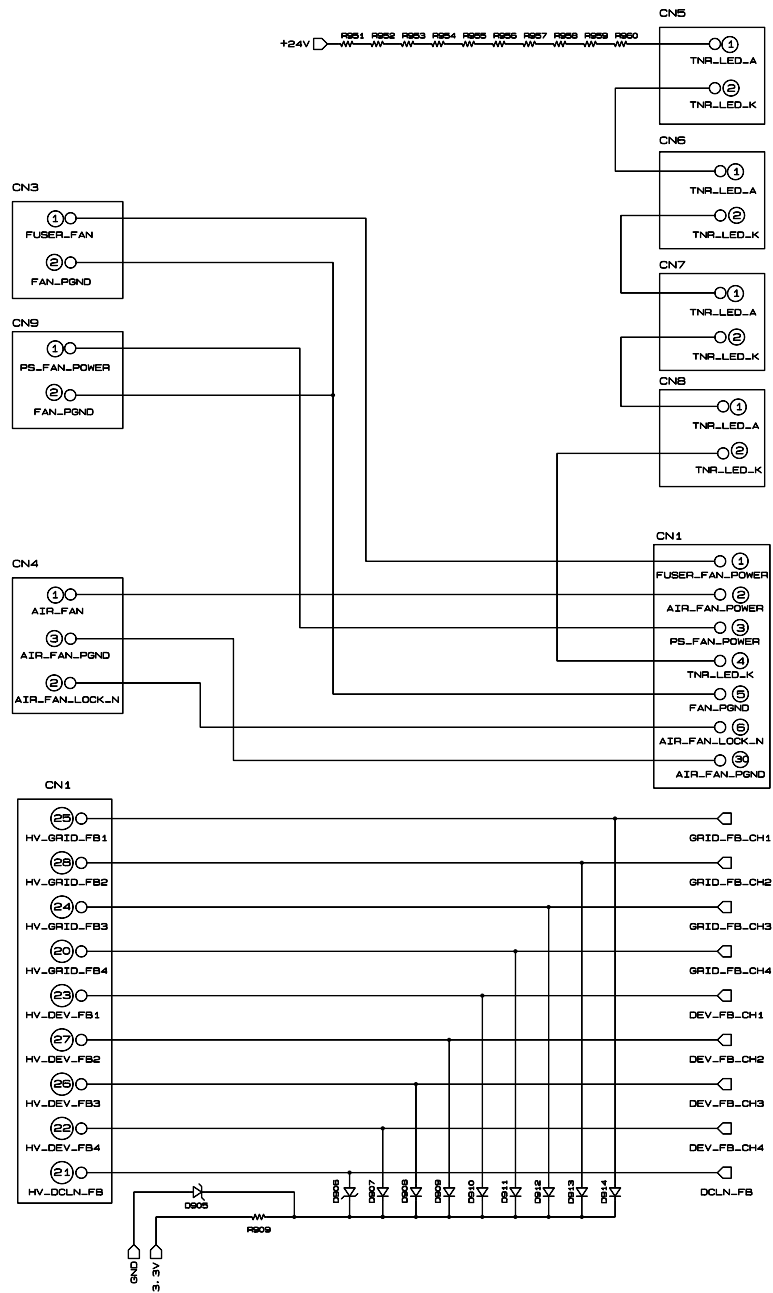 CN5
+24V R951 R952 R953 R954 R955 R956 R957 R958 R959 R960
1
TNR_LED_A
2
TNR_LED_K
CN6
1
TNR_LED_A
2
TNR_LED_K
CN3
1
FUSER_FAN
2
FAN_PGND
CN7
1
TNR_LED_A
2
TNR_LED_K
CN9
1
PS_FAN_POWER
2
FAN_PGND
CN8
1
TNR_LED_A
2
TNR_LED_K
CN4
1
AIR_FAN
3
AIR_FAN_PGND
2
AIR_FAN_LOCK_N
CN1
1
FUSER_FAN_POWER
2
AIR_FAN_POWER
3
PS_FAN_POWER
4
TNR_LED_K
5
FAN_PGND
6
AIR_FAN_LOCK_N
30
AIR_FAN_PGND
CN1
25
HV_GRID_FB1 GRID_FB_CH1
28
HV_GRID_FB2 GRID_FB_CH2
24
HV_GRID_FB3 GRID_FB_CH3
20
HV_GRID_FB4 GRID_FB_CH4
23
HV_DEV_FB1 DEV_FB_CH1
27
HV_DEV_FB2 DEV_FB_CH2
26
HV_DEV_FB3 DEV_FB_CH3
22
HV_DEV_FB4 DEV_FB_CH4
21
HV_DCLN_FB DCLN_FB
D905
D906 D907 D908 D909 D910 D911 D912 D913 D914
R909
GND
3.3V